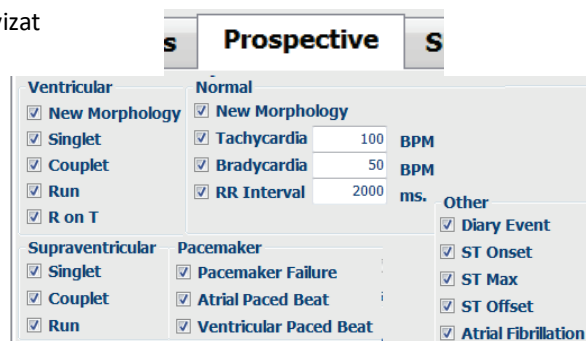 vizat
s Prospective S
Ventricular
New Morphology
Singlet
Couplet
Run
R on T
Normal
New Morphology
Tachycardia 100 BPM
Bradycardia 50 BPM
RR Interval 2000 ms.
Supraventricular
Singlet
Couplet
Run
Pacemaker
Pacemaker Failure
Atrial Paced Beat
Ventricular Paced Beat
Other
Diary Event
ST Onset
ST Max
ST Offset
Atrial Fibrillation